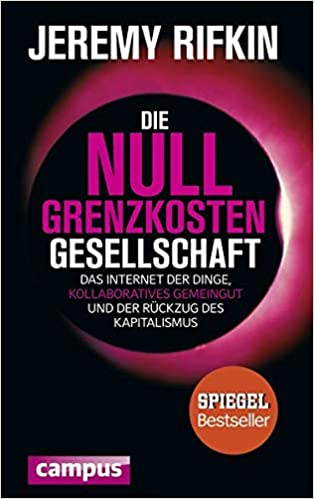 JEREMY RIFKIN
DIE
NULL
GRENZKOSTEN
GESELLSCHAFT
DAS INTERNET DER DINGE,
KOLLABORATIVES GEMEINGUT
UND DER RÜCKZUG DES
KAPITALISMUS
SPIEGEL
Bestseller
campus